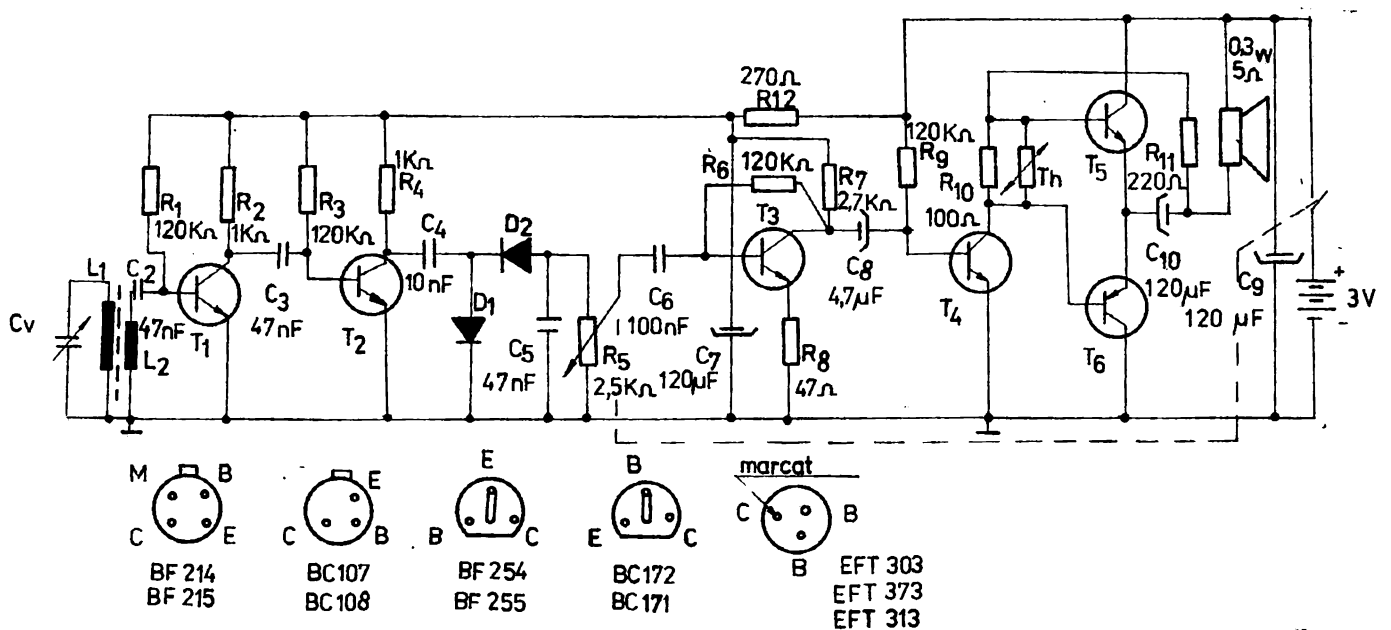 0,3w
5Ω
270Ω
R12
120KΩ
R9
1KΩ
R4
R6
120KΩ
R7
2,7KΩ
R10
100Ω
Th
T5
R11
220Ω
R1
120KΩ
R2
1KΩ
R3
120KΩ
C4
10nF
D2
T3
C8
4,7µF
T4
C10
120µF
C9
120 µF
+
3V
-
L1
C2
47nF
L2
Cv
T1
C3
47nF
T2
D1
C5
47nF
R5
2,5KΩ
C6
100nF
C7
120µF
R8
47Ω
T6
M B
C E
BF 214
BF 215
E
C B
BC107
BC108
E
B C
BF 254
BF 255
B
E C
BC172
BC171
marcat
C B
B
EFT 303
EFT 373
EFT 313